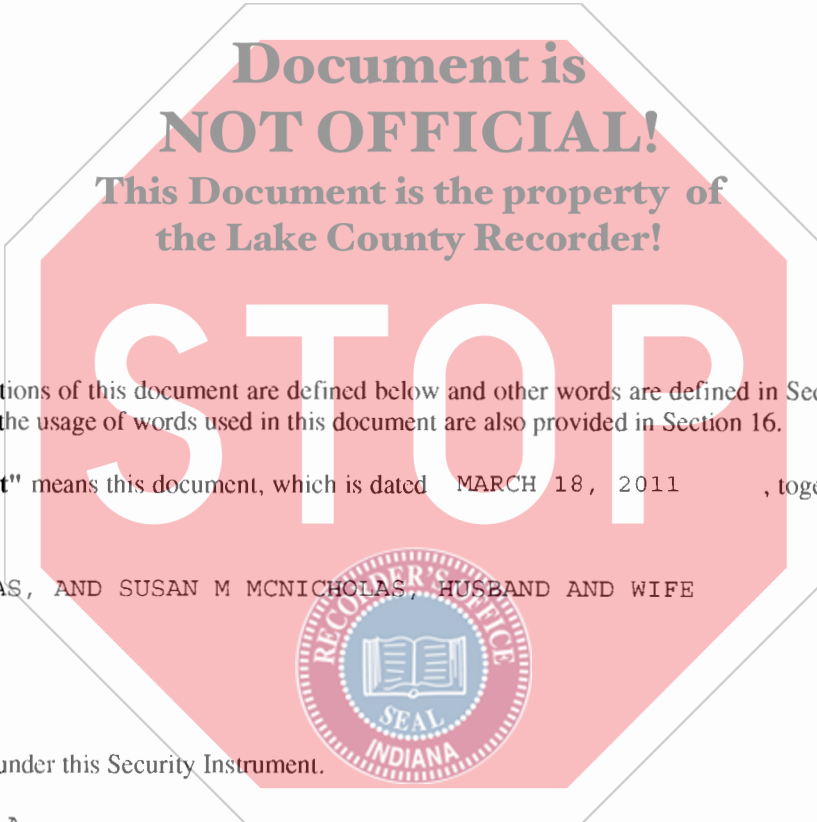 Document is
NOT OFFICIAL!
This Document is the property of
the Lake County Recorder!
STOP
tions of this document are defined below and other words are defined in Sec
the usage of words used in this document are also provided in Section 16.
t" means this document, which is dated MARCH 18, 2011 , toge
AS, AND SUSAN M MCNICHOLAS, HUSBAND AND WIFE
RECORDER'S OFFICE
SEAL
INDIANA
under this Security Instrument.